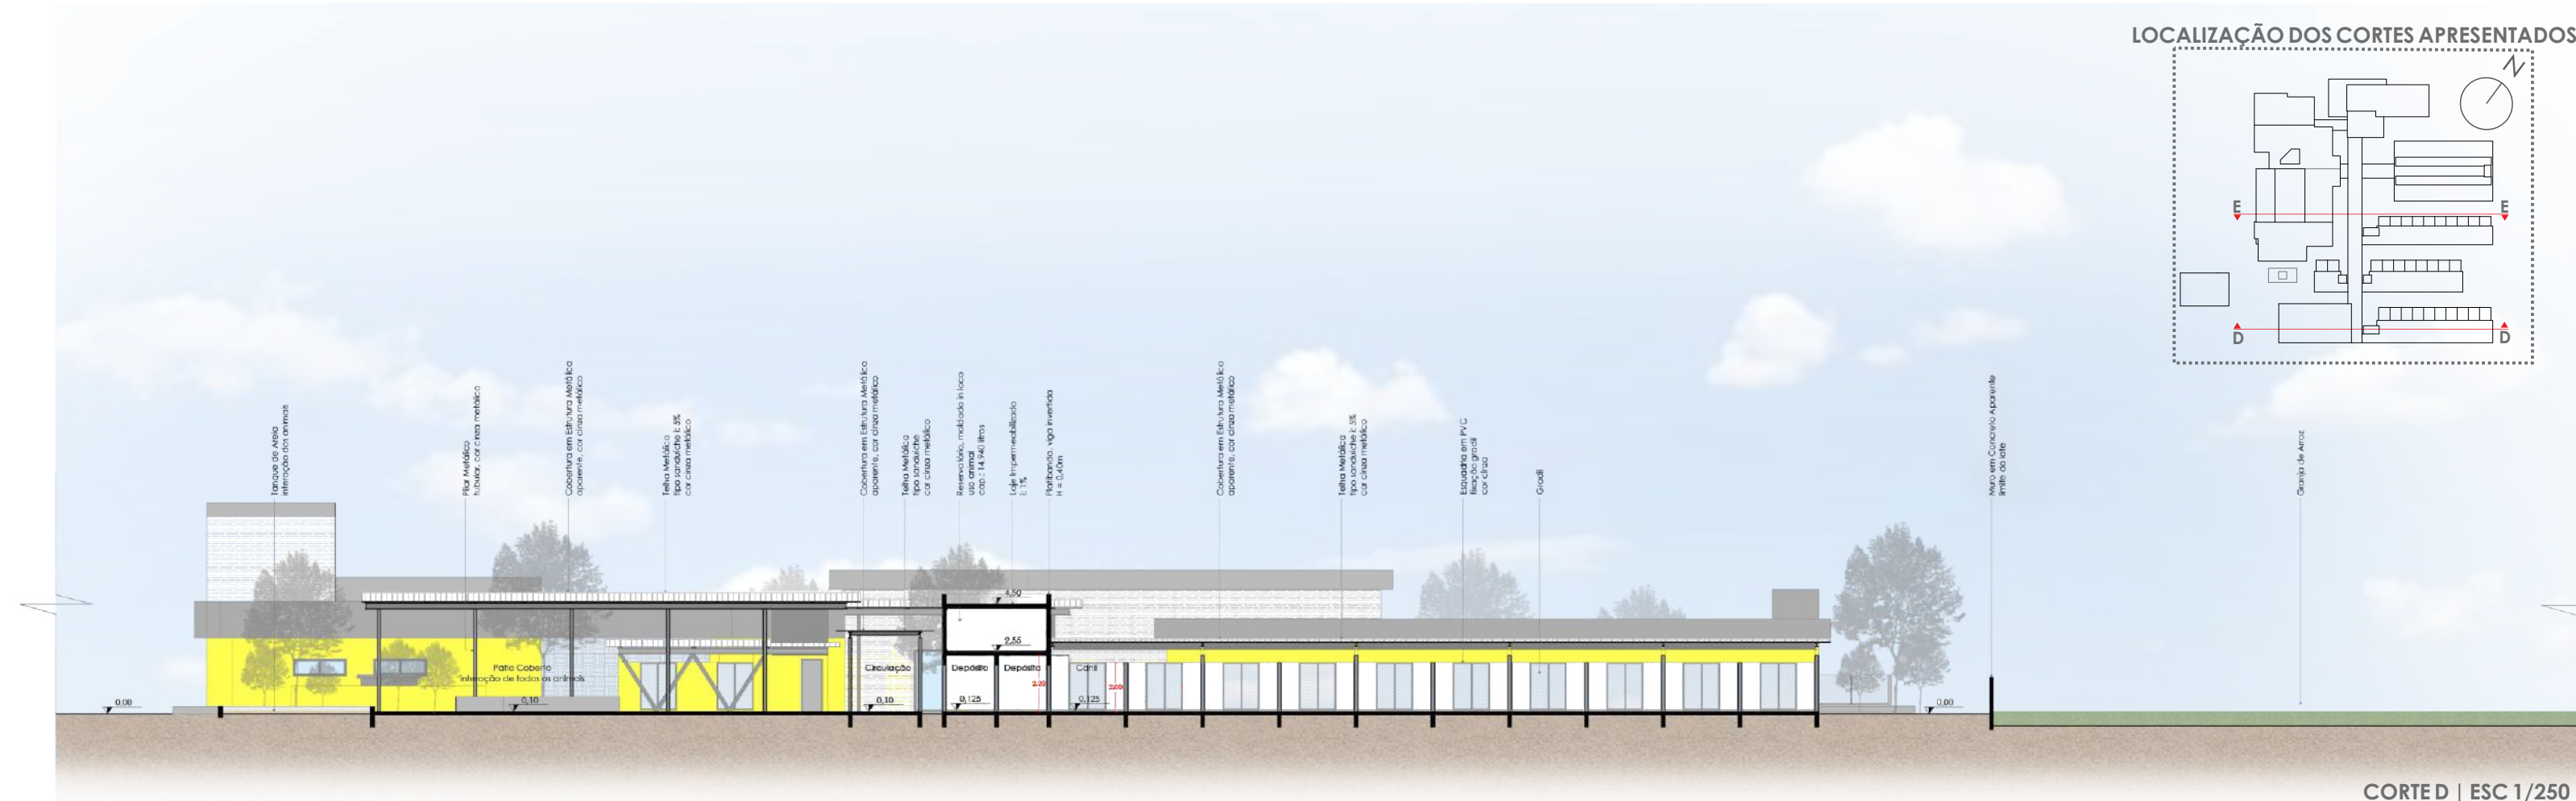 LOCALIZAÇÃO DOS CORTES APRESENTADOS
N
E
E
D
D
Tanque de Areia
interação dos animais
Pilar Metálico
tubular, cor cinza metálico
Cobertura em Estrutura Metálica
aparente, cor cinza metálico
Telha Metálica
tipo sanduíche i: 5%
cor cinza metálico
Cobertura em Estrutura Metálica
aparente, cor cinza metálico
Telha Metálica
tipo sanduíche
cor cinza metálico
Reservatório, moldado in loco
uso animal
cap.: 14.940 litros
Laje Impermeabilizada
i: 1%
Platibanda, viga invertida
H = 0,40m
Cobertura em Estrutura Metálica
aparente, cor cinza metálico
Telha Metálica
tipo sanduíche i: 5%
cor cinza metálico
Esquadria em PVC
fixação gradil
cor cinza
Gradil
Muro em Concreto Aparente
limite do lote
Granja de Arroz
4,50
2,55
Pátio Coberto
interação de todos os animais
Circulação
Depósito
Depósito
Canil
2,00
0,00
0,10
0,10
0,125
0,125
0,00
CORTE D | ESC 1/250